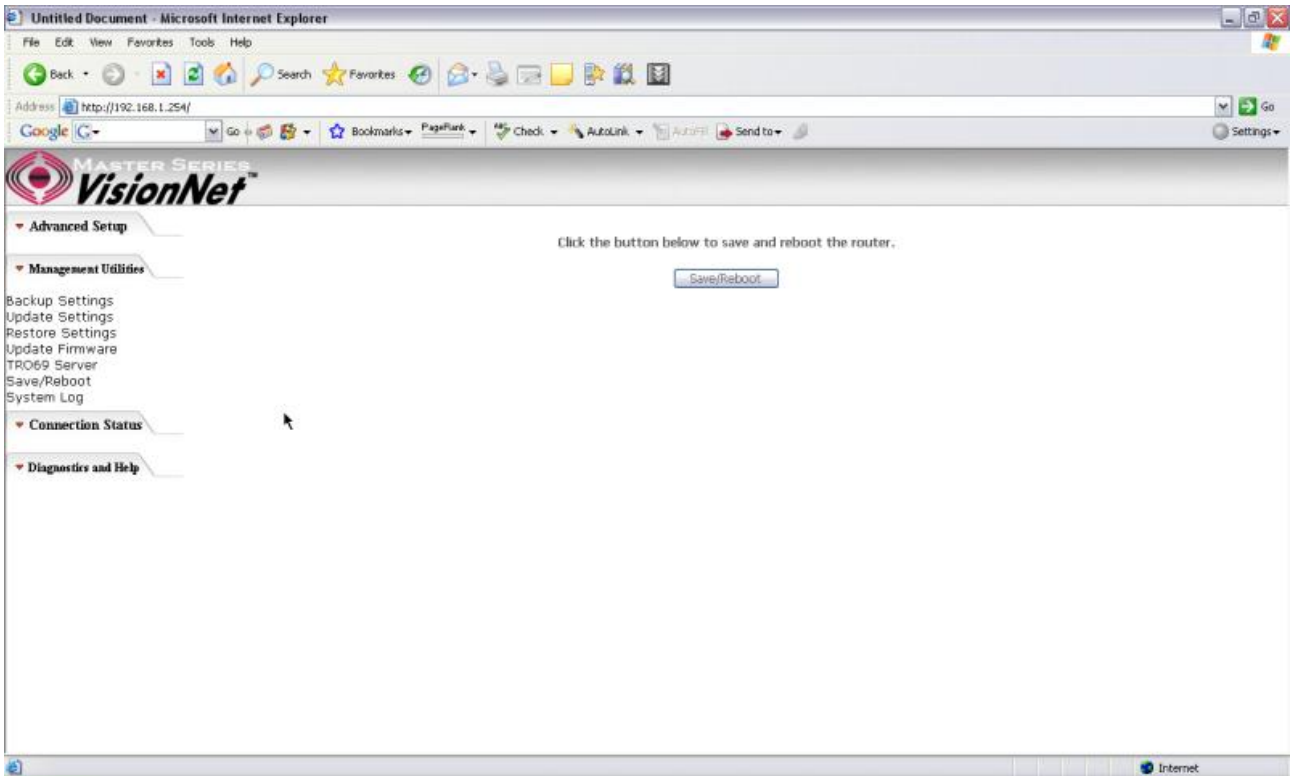 Untitled Document - Microsoft Internet Explorer
File Edit View Favorites Tools Help
Back Search Favorites
Address http://192.168.1.254/ Go
Google G Go Bookmarks PageRank Check AutoLink AutoFill Send to Settings
MASTER SERIES
VisionNet™
Advanced Setup
Click the button below to save and reboot the router.
Management Utilities
Save/Reboot
Backup Settings
Update Settings
Restore Settings
Update Firmware
TRO69 Server
Save/Reboot
System Log
Connection Status
Diagnostics and Help
Internet